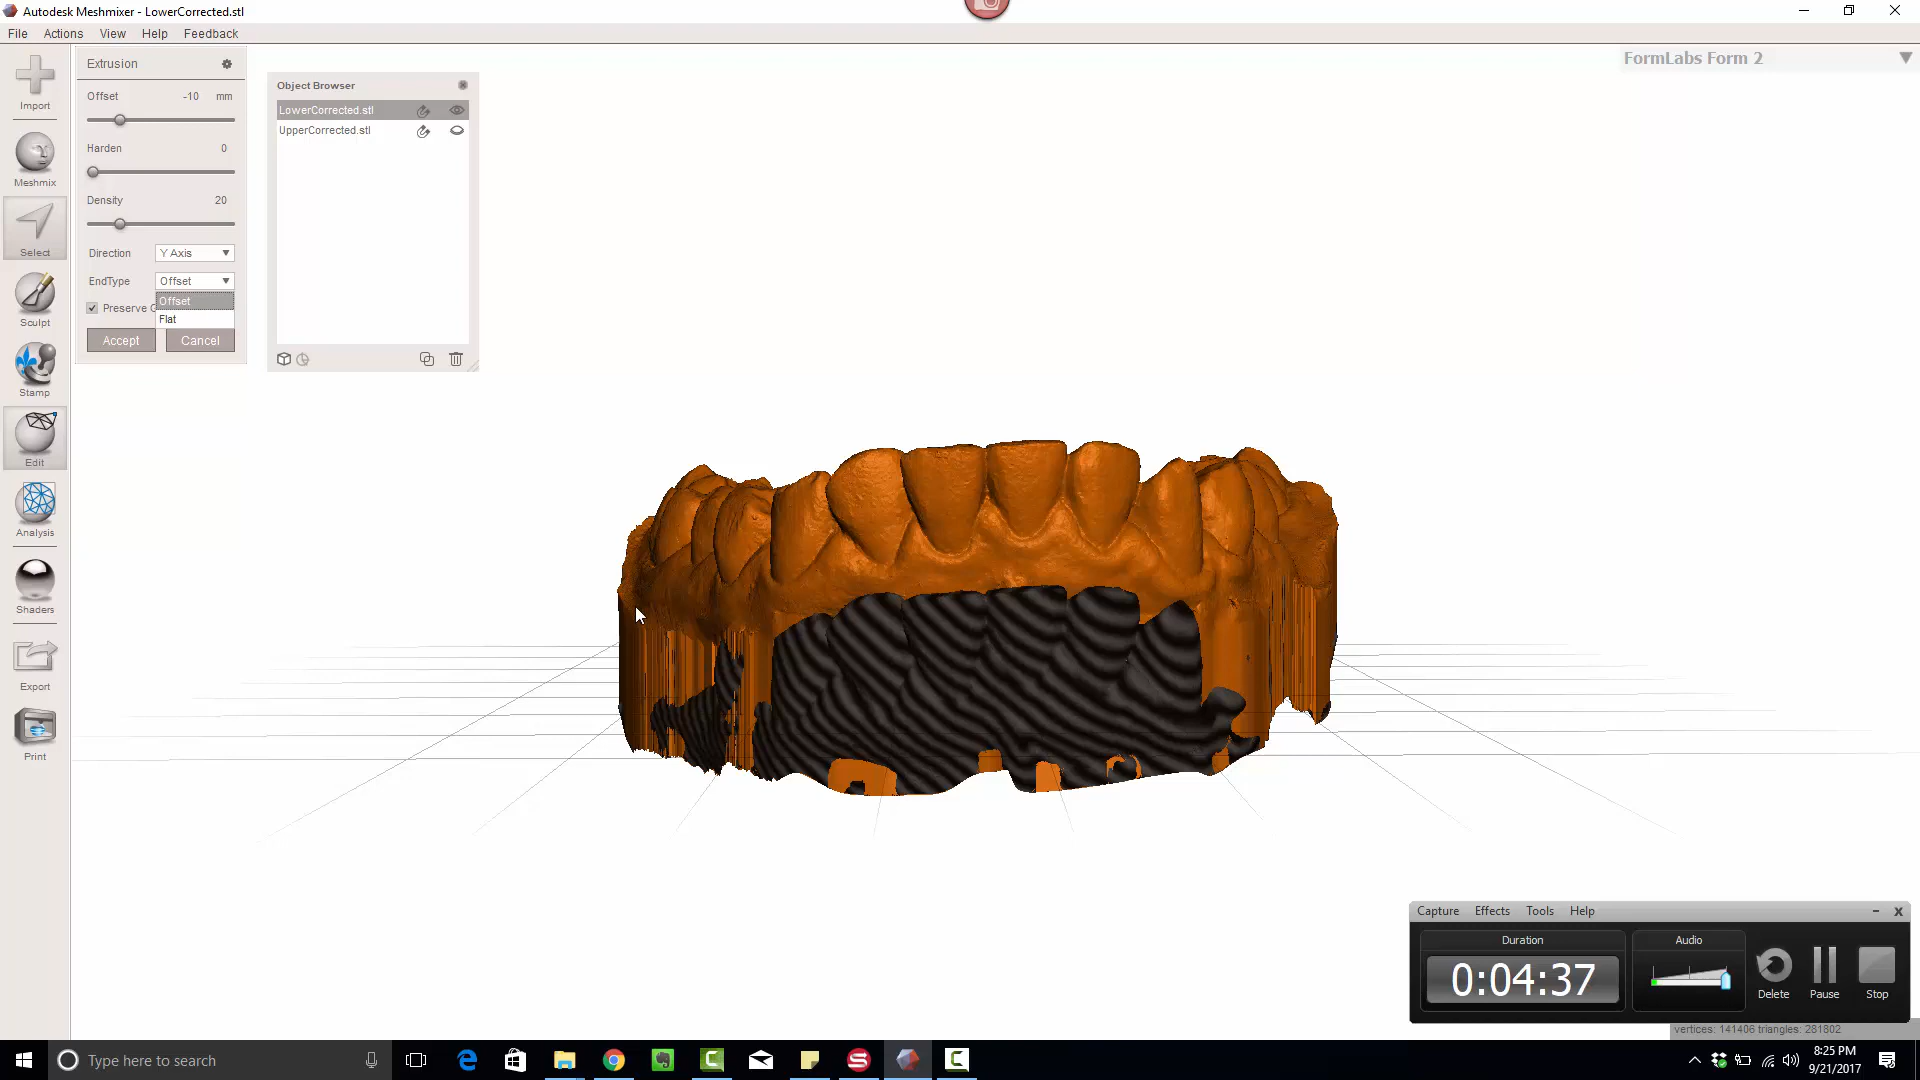 Autodesk Meshmixer - LowerCorrected.stl
File Actions View Help Feedback
Extrusion
Offset -10 mm
Harden 0
Density 20
Direction Y Axis
EndType Offset
Offset
Flat
Preserve
Accept Cancel
Object Browser
LowerCorrected.stl
UpperCorrected.stl
FormLabs Form 2
Import
Meshmix
Select
Sculpt
Stamp
Edit
Analysis
Shaders
Export
Print
Capture Effects Tools Help
Duration
0:04:37
Audio
Delete Pause Stop
vertices: 141406 triangles: 281802
Type here to search
8:25 PM
9/21/2017